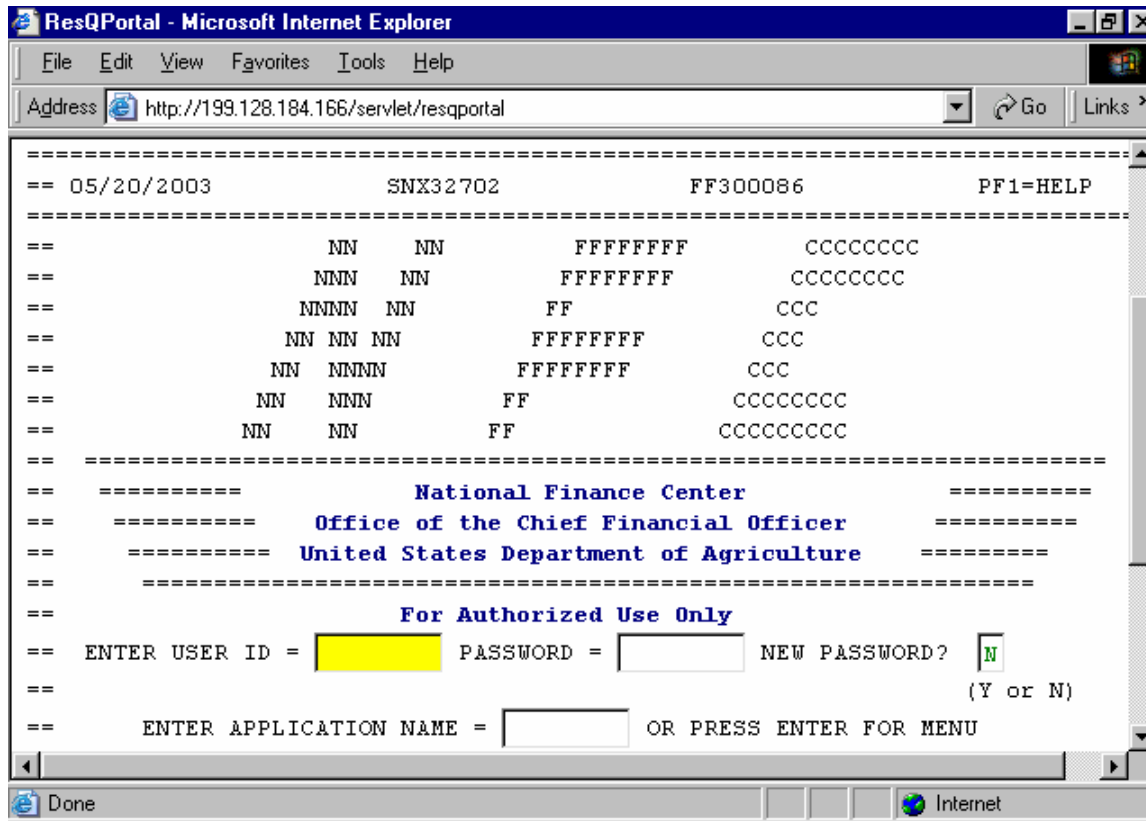 ResQPortal - Microsoft Internet Explorer
File Edit View Favorites Tools Help
Address http://199.128.184.166/servlet/resqportal Go Links »
=============================================================================
== 05/20/2003 SNX32702 FF300086 PF1=HELP
=============================================================================
== NN NN FFFFFFFF CCCCCCCC
== NNN NN FFFFFFFF CCCCCCCC
== NNNN NN FF CCC
== NN NN NN FFFFFFFF CCC
== NN NNNN FFFFFFFF CCC
== NN NNN FF CCCCCCCC
== NN NN FF CCCCCCCCC
== =======================================================================
== ========== National Finance Center ==========
== ========== Office of the Chief Financial Officer ==========
== ========== United States Department of Agriculture =========
== ==============================================================
== For Authorized Use Only
== ENTER USER ID = PASSWORD = NEW PASSWORD? N
== (Y or N)
== ENTER APPLICATION NAME = OR PRESS ENTER FOR MENU
Done Internet